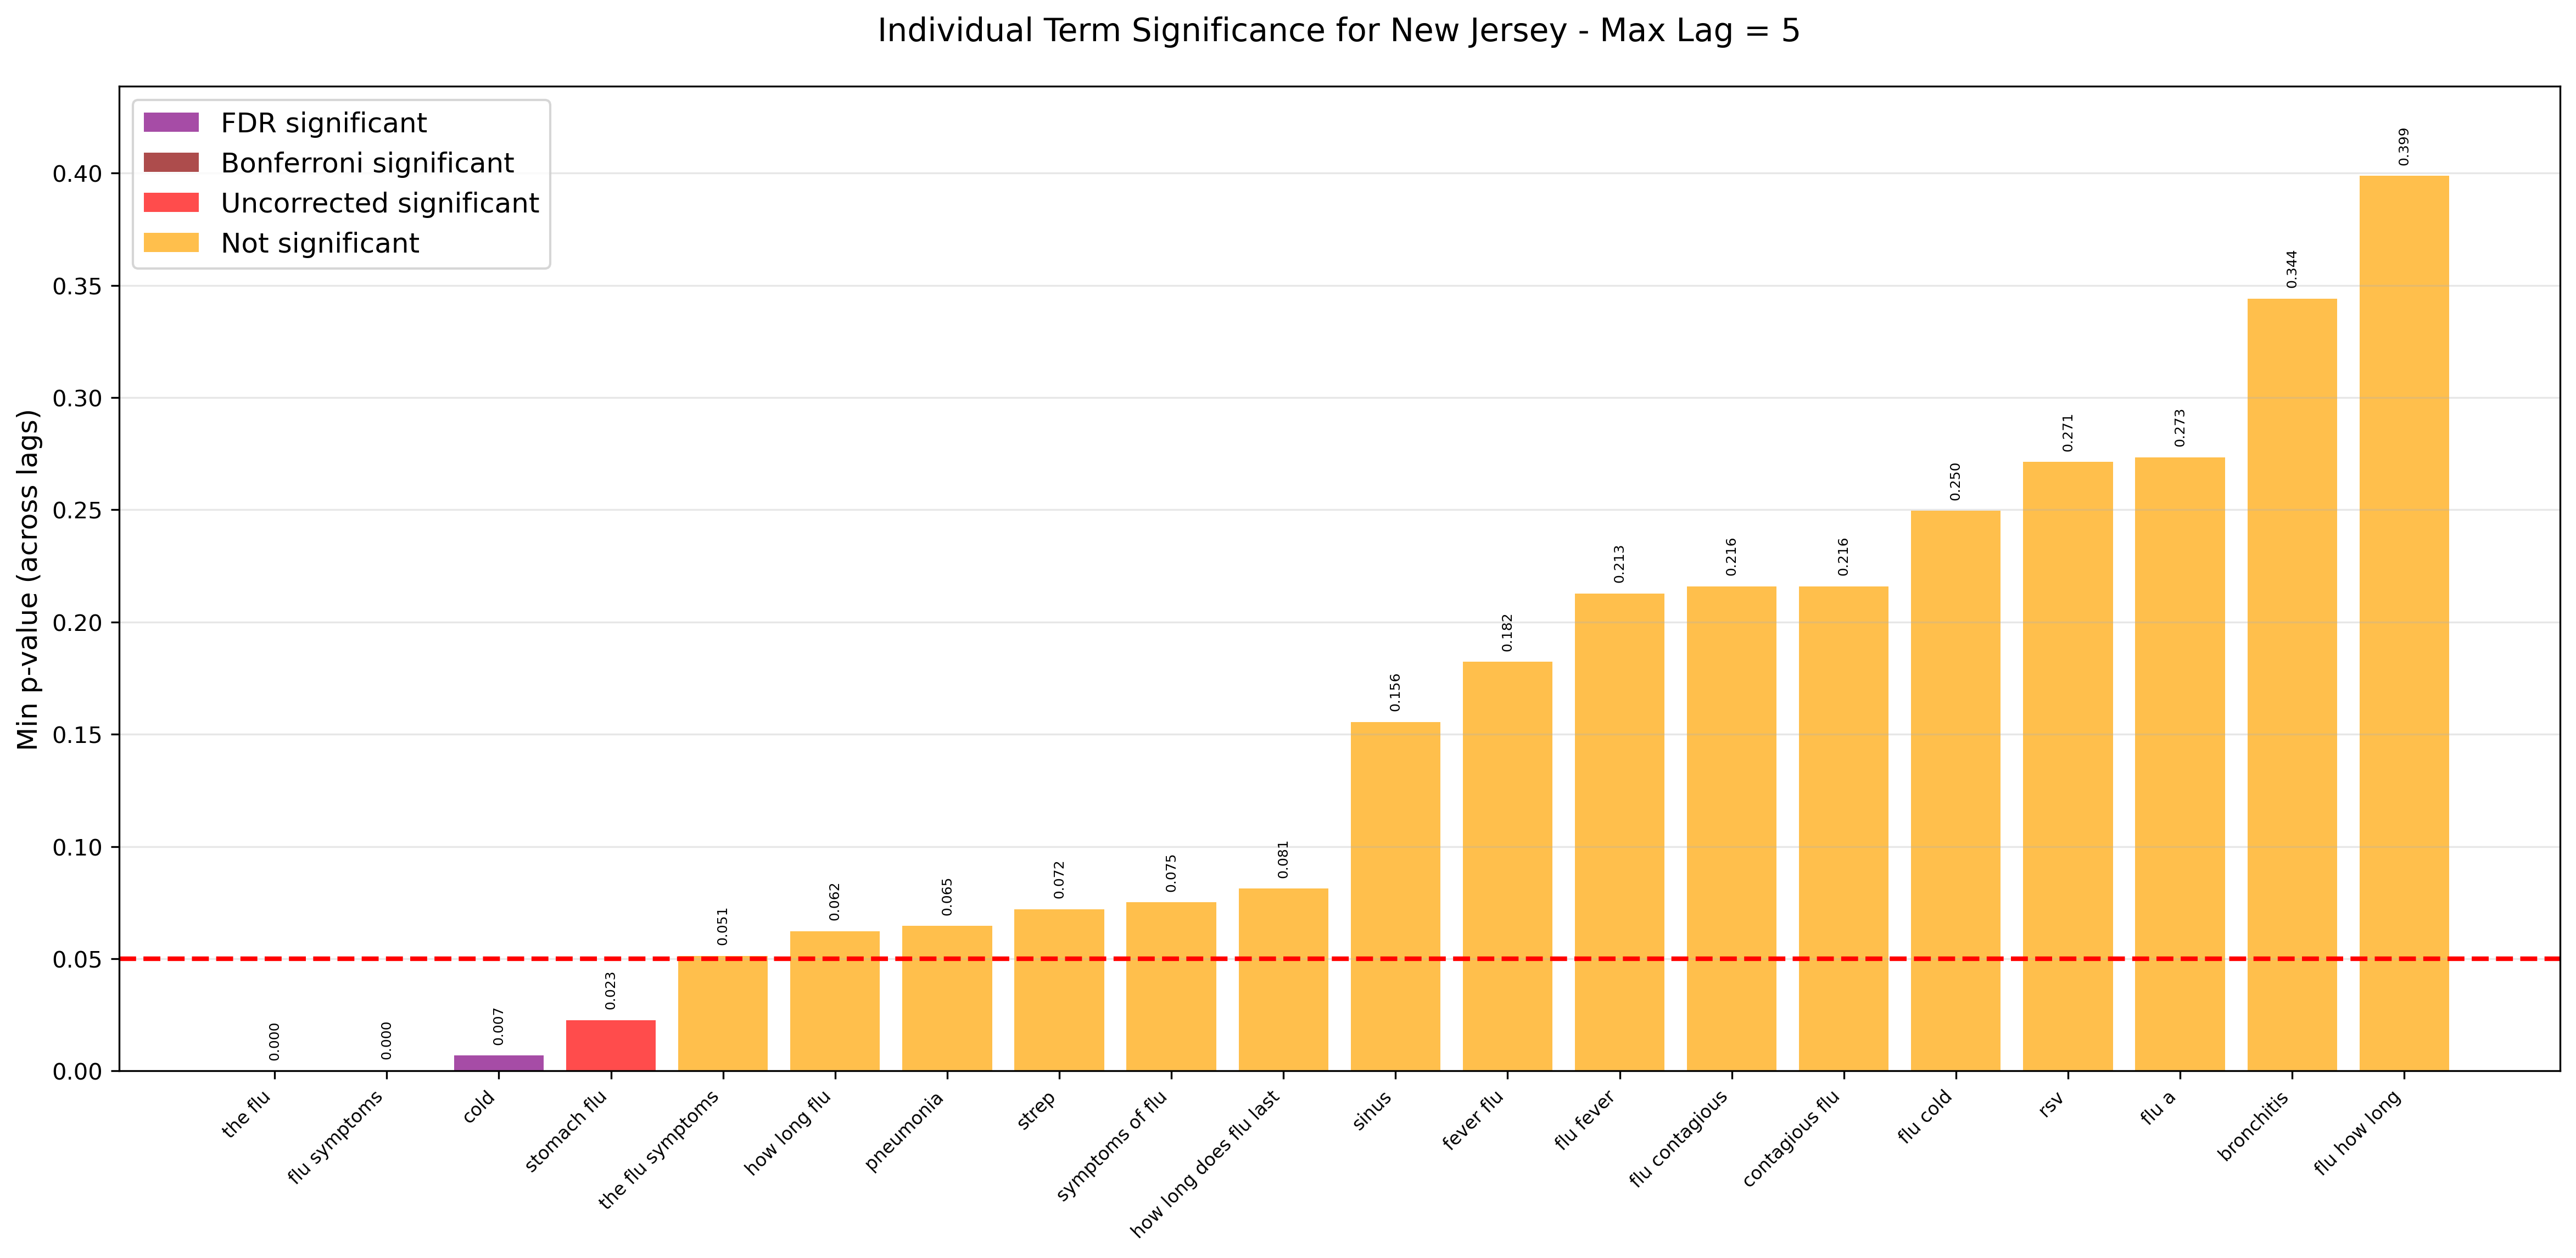 Individual Term Significance for New Jersey - Max Lag = 5
FDR significant
Bonferroni significant
Uncorrected significant
Not significant
Min p-value (across lags)
0.40
0.35
0.30
0.25
0.20
0.15
0.10
0.05
0.00
0.000
0.000
0.007
0.023
0.051
0.062
0.065
0.072
0.075
0.081
0.156
0.182
0.213
0.216
0.216
0.250
0.271
0.273
0.344
0.399
the flu
flu symptoms
cold
stomach flu
the flu symptoms
how long flu
pneumonia
strep
symptoms of flu
how long does flu last
sinus
fever flu
flu fever
flu contagious
contagious flu
flu cold
rsv
flu a
bronchitis
flu how long